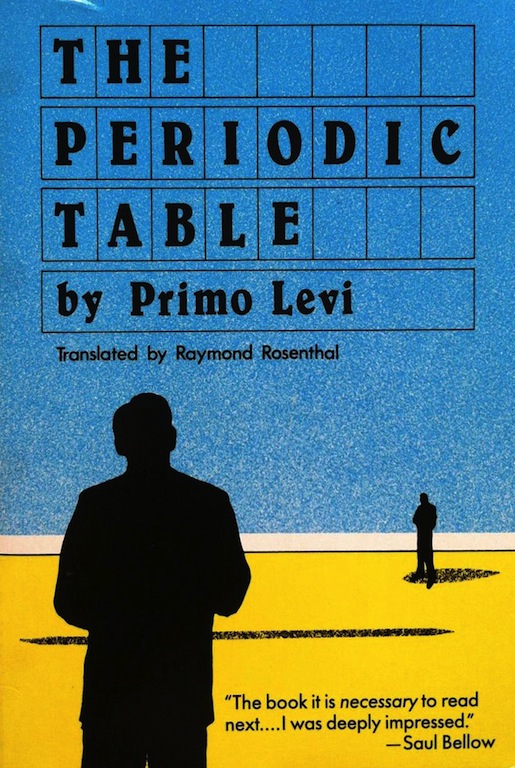 THE
PERIODIC
TABLE
by Primo Levi
Translated by Raymond Rosenthal
“The book it is necessary to read
next....I was deeply impressed.”
—Saul Bellow